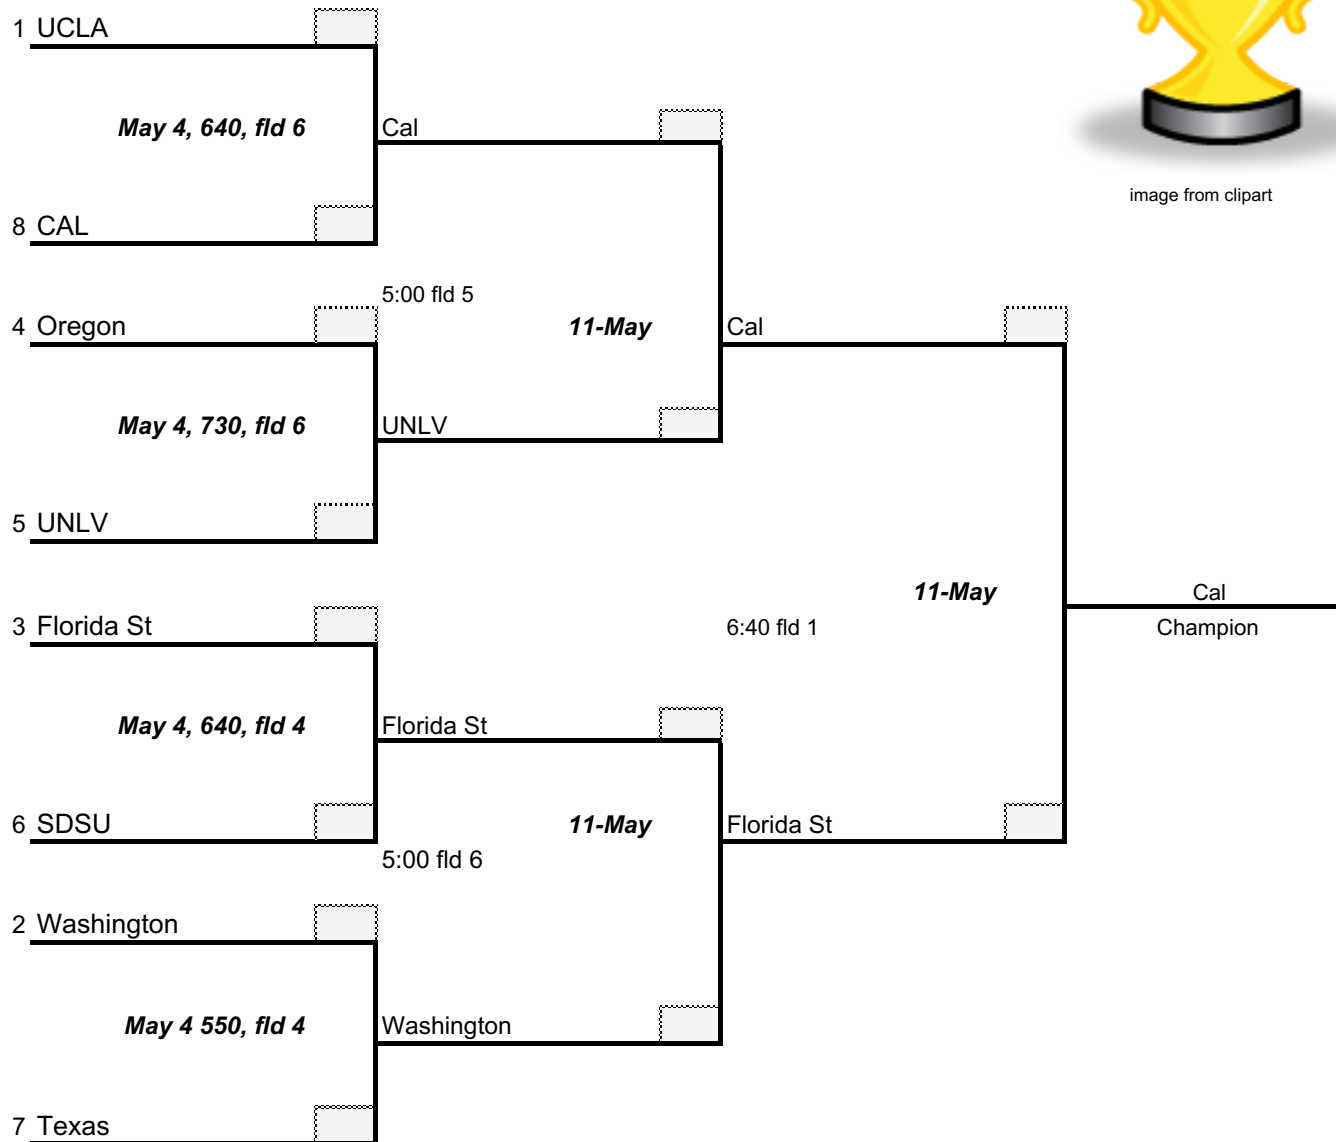 1 UCLA
May 4, 640, fld 6
Cal
image from clipart
8 CAL
5:00 fld 5
4 Oregon
11-May
Cal
May 4, 730, fld 6
UNLV
5 UNLV
11-May
Cal
3 Florida St
6:40 fld 1
Champion
May 4, 640, fld 4
Florida St
6 SDSU
11-May
Florida St
5:00 fld 6
2 Washington
May 4 550, fld 4
Washington
7 Texas